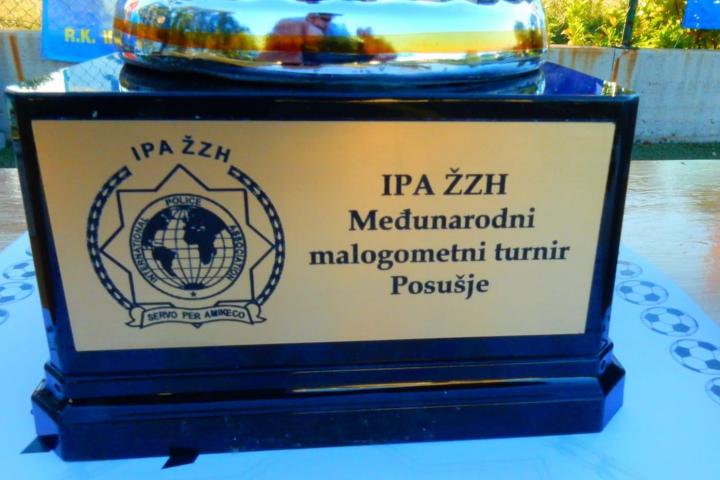 R.K.
IPA ŽZH
INTERNATIONAL POLICE ASSOCIATION
SERVO PER AMIKECO
IPA ŽZH
Međunarodni
malogometni turnir
Posušje